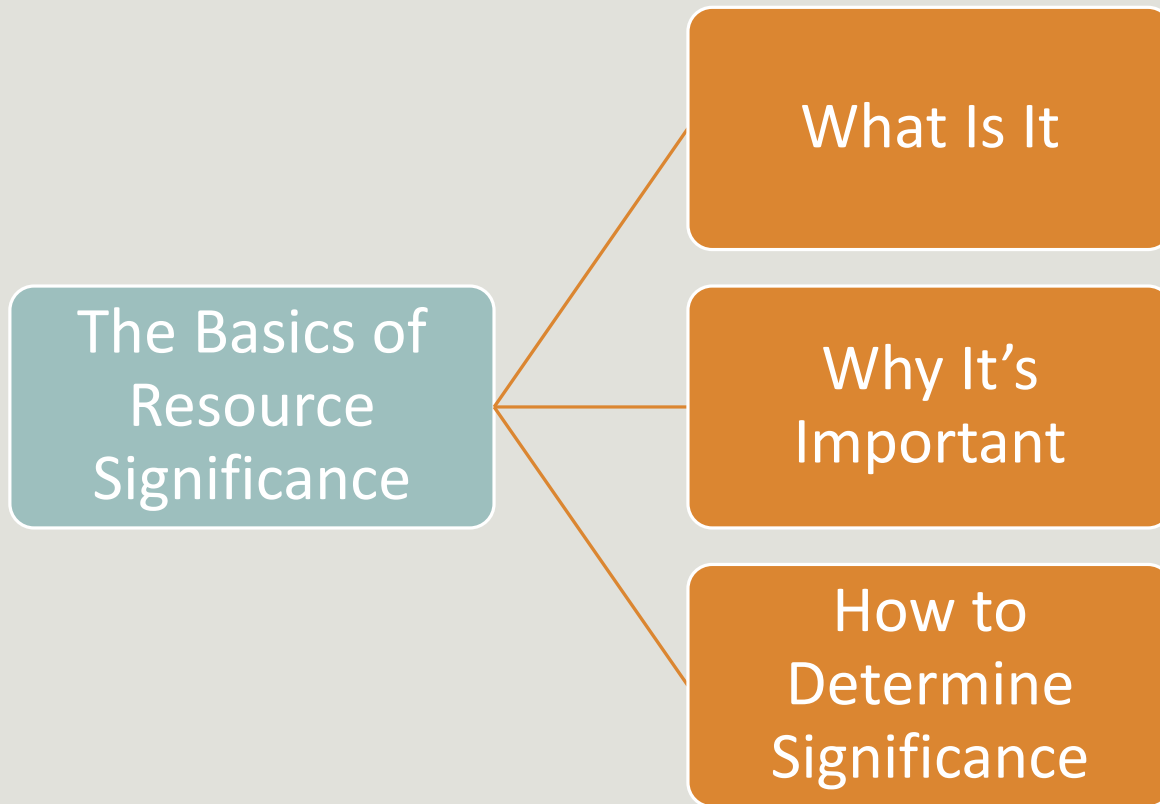 The Basics of
Resource
Significance
What Is It
Why It’s
Important
How to
Determine
Significance